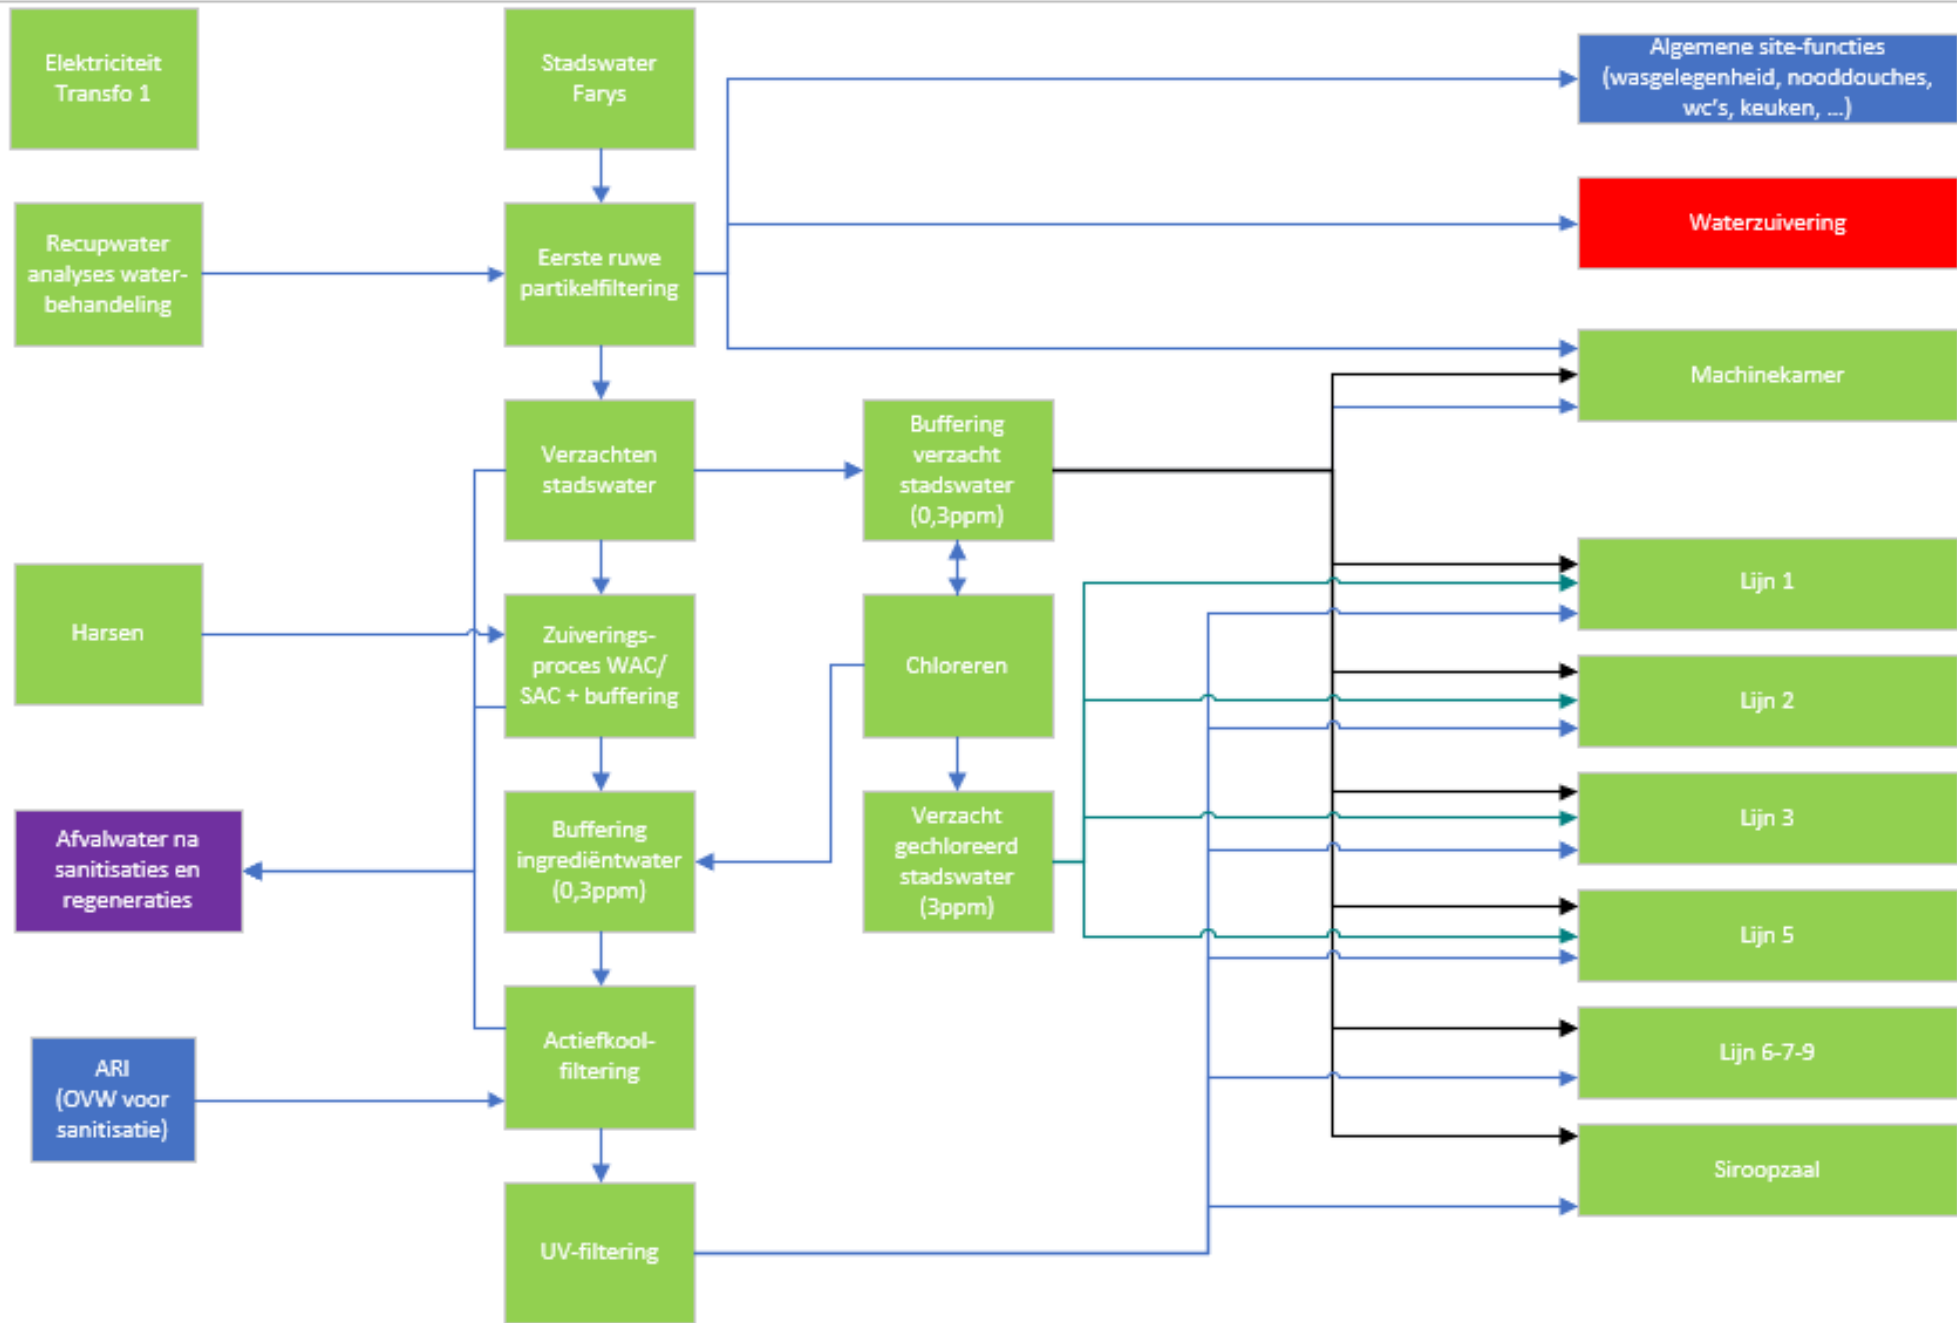 Elektriciteit
Transfo 1
Stadswater
Farys
Algemene site-functies
(wasgelegenheid, nooddouches,
wc's, keuken, ...)
Recupwater
analyses water-
behandeling
Eerste ruwe
partikelfiltering
Waterzuivering
Machinekamer
Verzachten
stadswater
Buffering
verzacht
stadswater
(0,3ppm)
Harsen
Zuiverings-
proces WAC/
SAC + buffering
Chloreren
Lijn 1
Lijn 2
Afvalwater na
sanitisaties en
regeneraties
Buffering
ingrediëntwater
(0,3ppm)
Verzacht
gechloreerd
stadswater
(3ppm)
Lijn 3
Lijn 5
ARI
(OVW voor
sanitisatie)
Actiefkool-
filtering
Lijn 6-7-9
Siroopzaal
UV-filtering